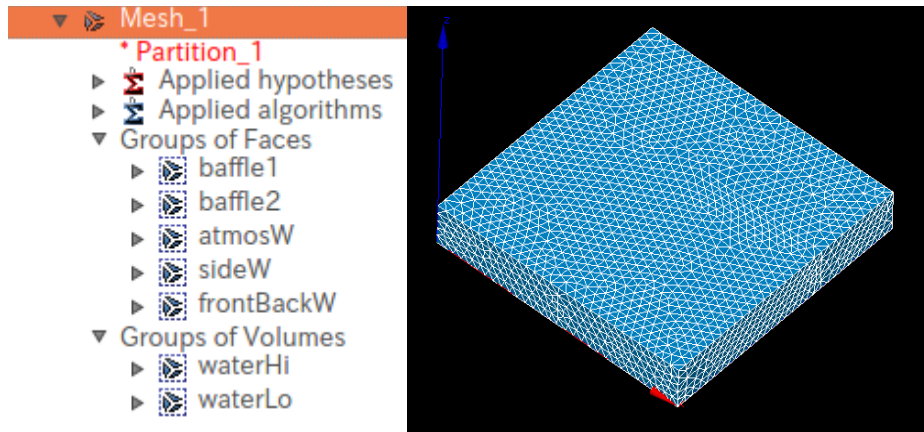 Mesh_1
* Partition_1
Applied hypotheses
Applied algorithms
Groups of Faces
baffle1
baffle2
atmosW
sideW
frontBackW
Groups of Volumes
waterHi
waterLo
z